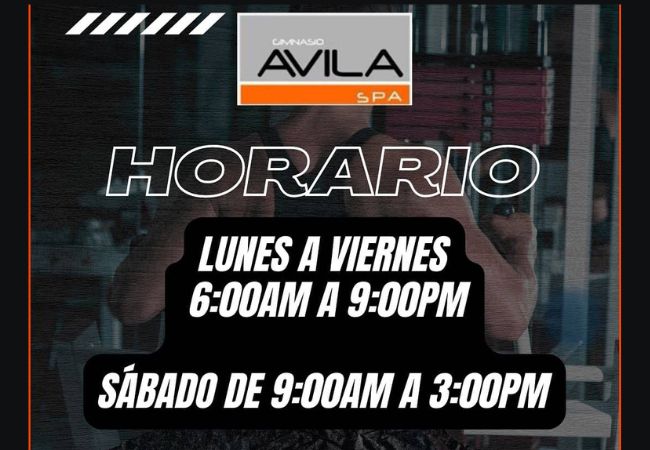 GIMNASIO
AVILA
SPA
HORARIO
LUNES A VIERNES
6:00AM A 9:00PM
SÁBADO DE 9:00AM A 3:00PM